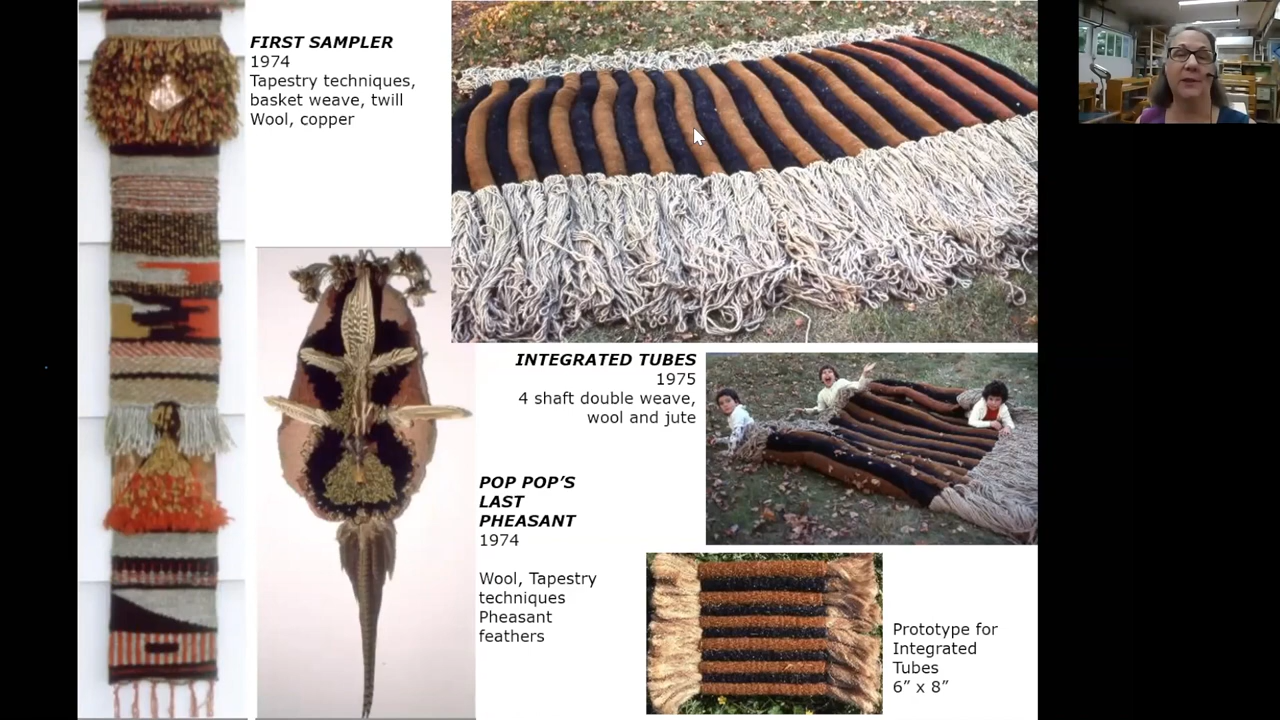 FIRST SAMPLER
1974
Tapestry techniques,
basket weave, twill
Wool, copper
INTEGRATED TUBES
1975
4 shaft double weave,
wool and jute
POP POP’S
LAST
PHEASANT
1974
Wool, Tapestry
techniques
Pheasant
feathers
Prototype for
Integrated
Tubes
6” x 8”